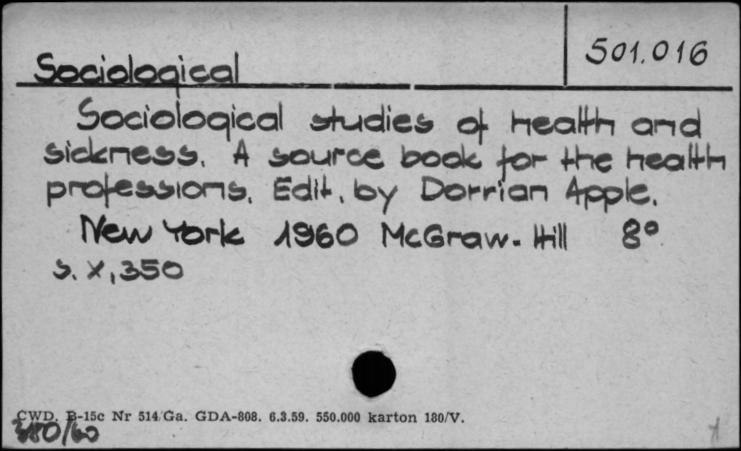 501.016
Sociological
Sociological studies of health and
sickness. A source book for the health
professions. Edit. by Dorrian Apple.
New York 1960 McGraw-Hill 8°
s. X, 350
CWD. B-15c Nr 514/Ga. GDA-808. 6.3.59. 550.000 karton 180/V.